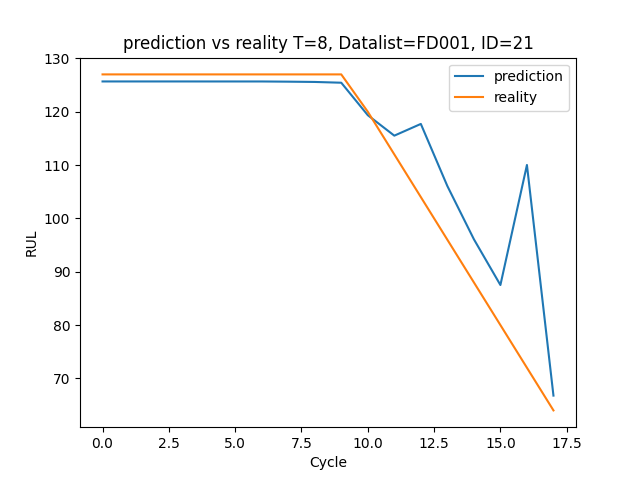 prediction vs reality T=8, Datalist=FD001, ID=21
prediction
reality
RUL
130
120
110
100
90
80
70
0.0 2.5 5.0 7.5 10.0 12.5 15.0 17.5
Cycle